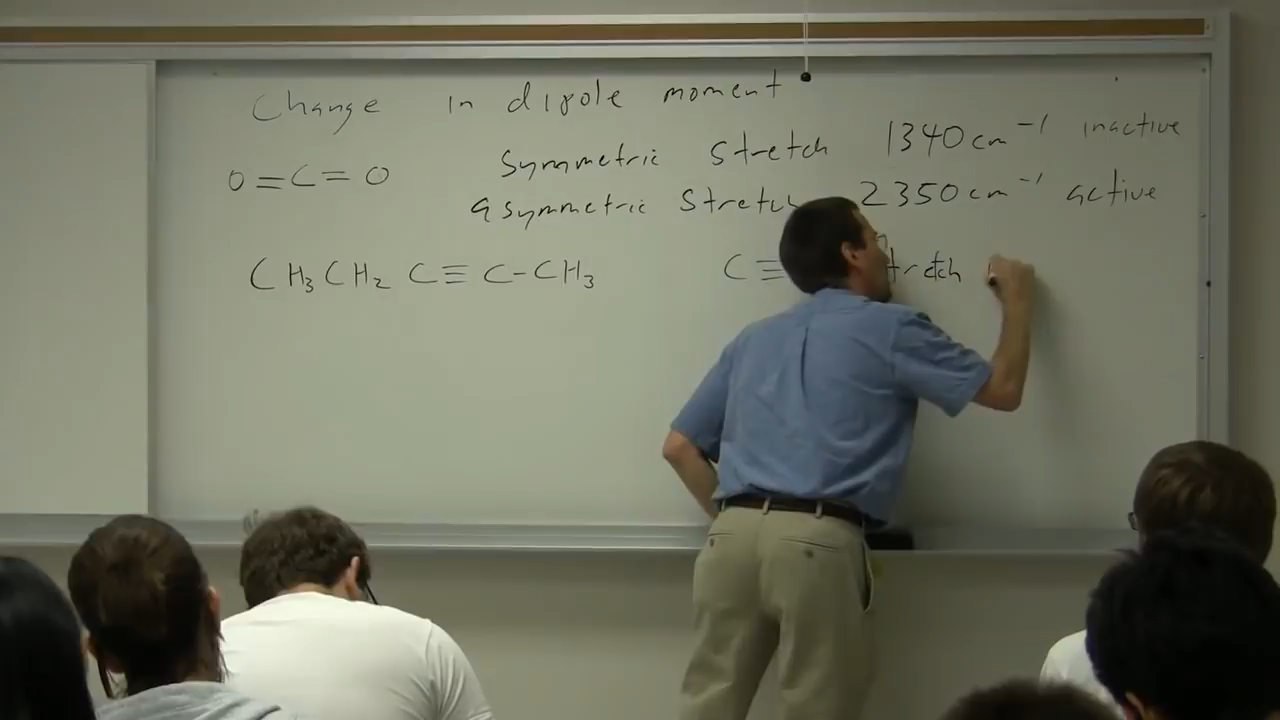 Change in dipole moment
O=C=O symmetric stretch 1340 cm⁻¹ inactive
asymmetric stretch 2350 cm⁻¹ active
CH₃CH₂C≡C-CH₃ C≡ stretch